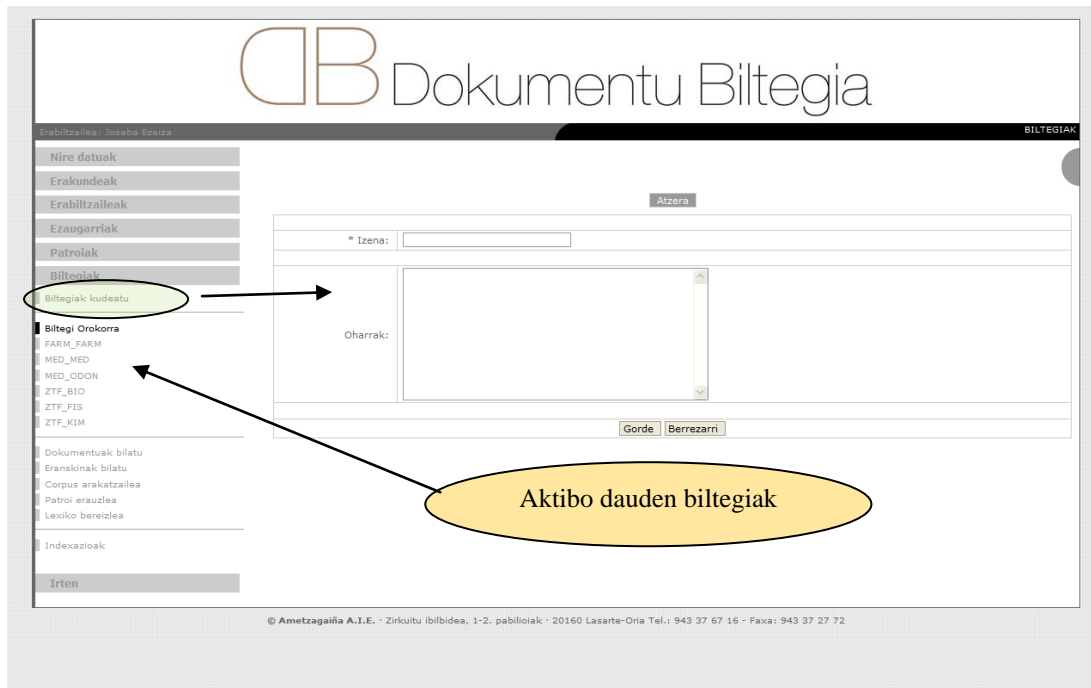 DB Dokumentu Biltegia
Erabiltzailea: Joseba Ezeiza
BILTEGIAK
Nire datuak
Erakundeak
Erabiltzaileak
Ezaugarriak
Patroiak
Biltegiak
Biltegiak kudeatu
Biltegi Orokorra
FARM_FARM
MED_MED
MED_ODON
ZTF_BIO
ZTF_FIS
ZTF_KIM
Dokumentuak bilatu
Eranskinak bilatu
Corpus arakatzailea
Patroi erauzlea
Lexiko bereizlea
Indexazioak
Irten
Atzera
* Izena:
Oharrak:
Gorde Berrezarri
Aktibo dauden biltegiak
© Ametzagaiña A.I.E. · Zirkuitu ibilbidea, 1-2. pabilioiak · 20160 Lasarte-Oria Tel.: 943 37 67 16 - Faxa: 943 37 27 72